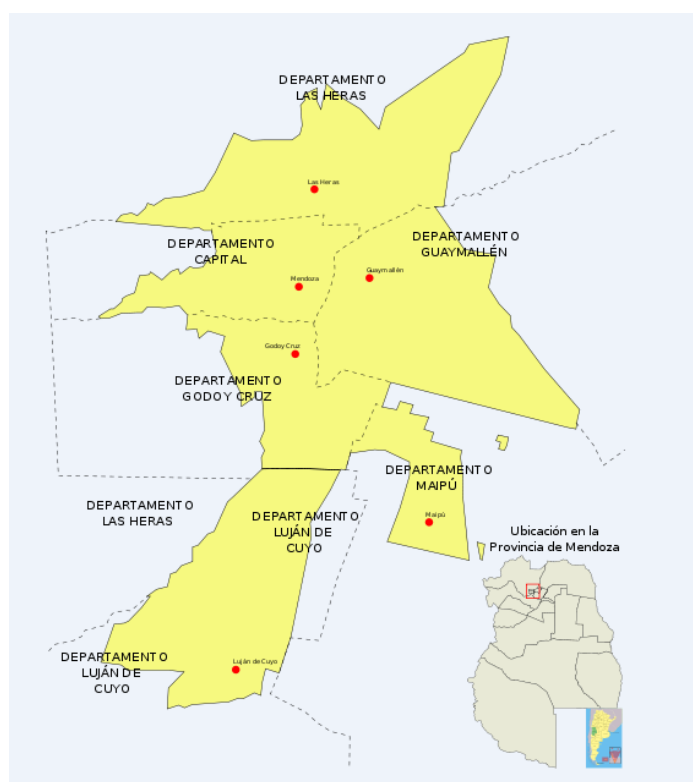 DEPARTAMENTO
LAS HERAS
Las Heras
DEPARTAMENTO
CAPITAL
DEPARTAMENTO
GUAYMALLÉN
Mendoza
Guaymallén
Godoy Cruz
DEPARTAMENTO
GODOY CRUZ
DEPARTAMENTO
MAIPÚ
Maipú
DEPARTAMENTO
LAS HERAS
DEPARTAMENTO
LUJÁN DE
CUYO
Ubicación en la
Provincia de Mendoza
DEPARTAMENTO
LUJÁN DE
CUYO
Luján de Cuyo